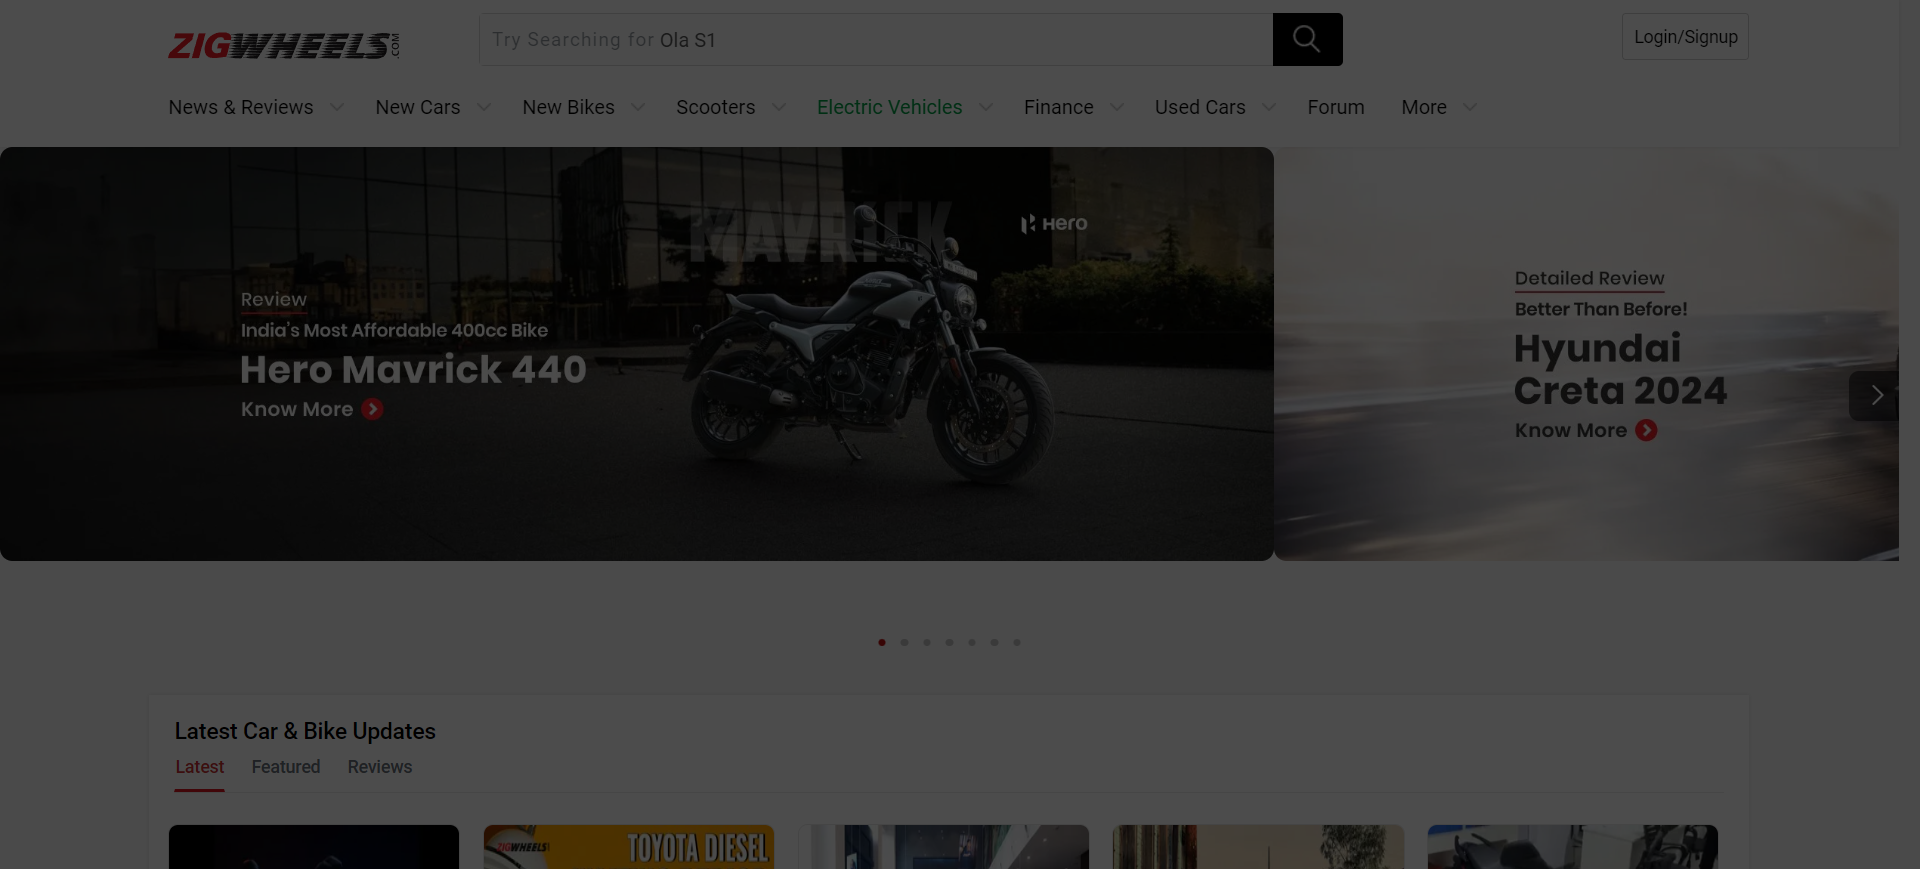 ZIGWHEELS.COM
Try Searching for Ola S1
Login/Signup
News & Reviews New Cars New Bikes Scooters Electric Vehicles Finance Used Cars Forum More
MAVRICK
Hero
Review
India's Most Affordable 400cc Bike
Hero Mavrick 440
Know More
Detailed Review
Better Than Before!
Hyundai
Creta 2024
Know More
Latest Car & Bike Updates
Latest Featured Reviews
ZIGWHEELS
TOYOTA DIESEL